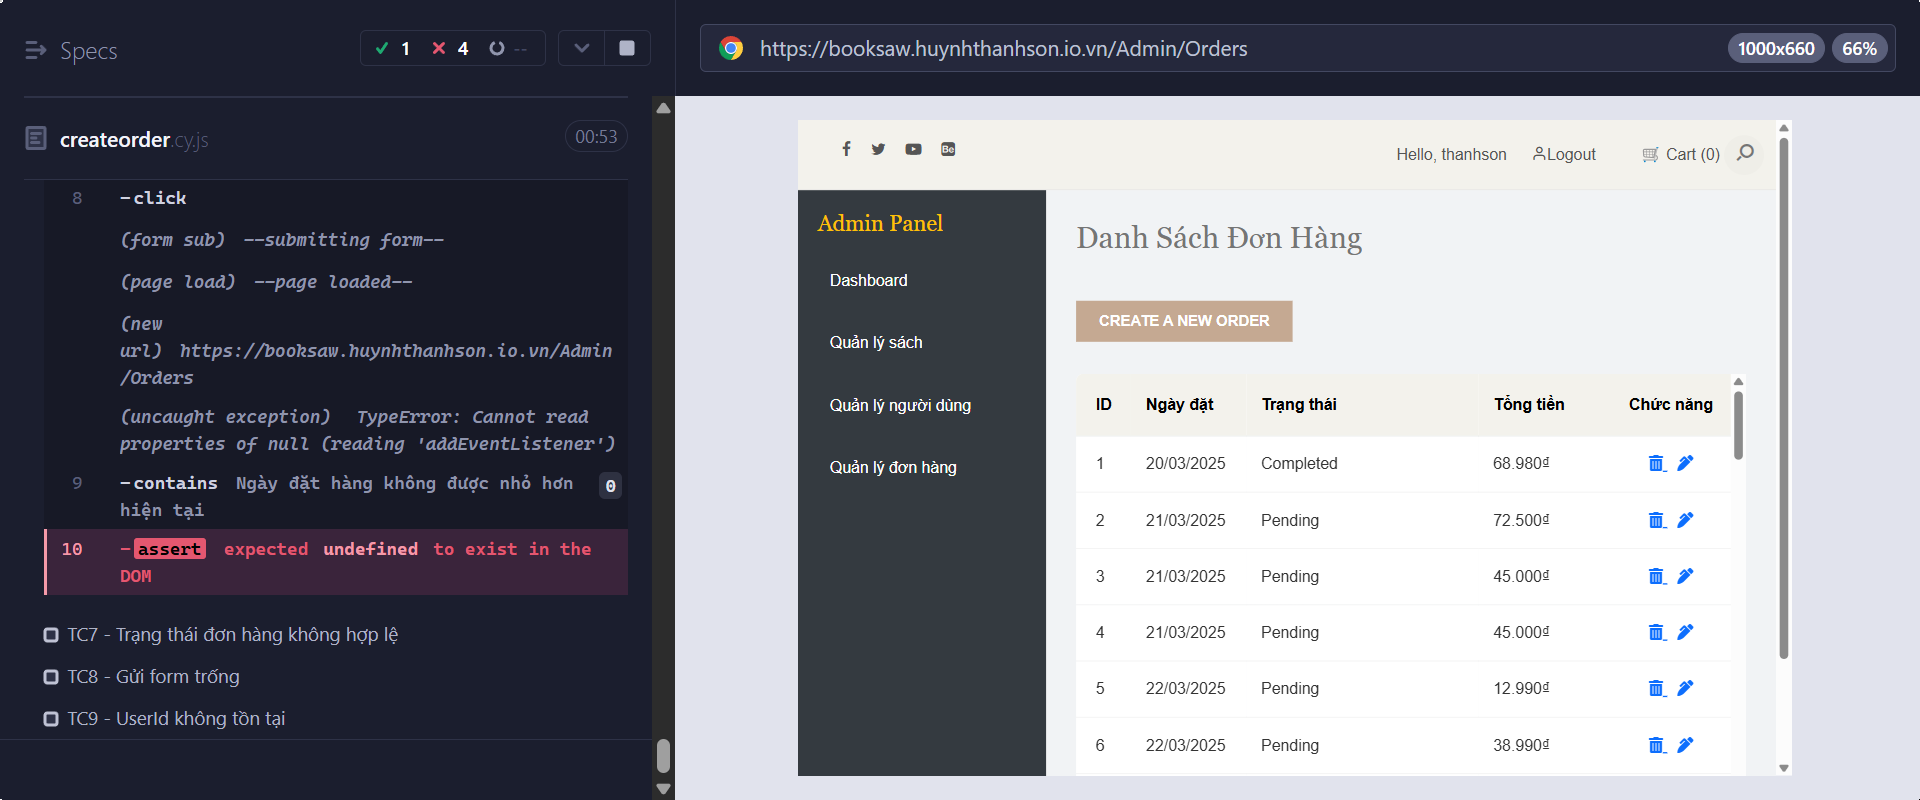 Specs
1
4
--
createorder.cy.js
00:53
8 -click
(form sub) --submitting form--
(page load) --page loaded--
(new
url) https://booksaw.huynhthanhson.io.vn/Admin
/Orders
(uncaught exception) TypeError: Cannot read
properties of null (reading 'addEventListener')
9 -contains Ngày đặt hàng không được nhỏ hơn
hiện tại
0
10 -assert expected undefined to exist in the
DOM
TC7 - Trạng thái đơn hàng không hợp lệ
TC8 - Gửi form trống
TC9 - UserId không tồn tại
https://booksaw.huynhthanhson.io.vn/Admin/Orders
1000x660
66%
Bē
Hello, thanhson
Logout
Cart (0)
Admin Panel
Dashboard
Quản lý sách
Quản lý người dùng
Quản lý đơn hàng
Danh Sách Đơn Hàng
CREATE A NEW ORDER
ID Ngày đặt Trạng thái Tổng tiền Chức năng
1 20/03/2025 Completed 68.980₫
2 21/03/2025 Pending 72.500₫
3 21/03/2025 Pending 45.000₫
4 21/03/2025 Pending 45.000₫
5 22/03/2025 Pending 12.990₫
6 22/03/2025 Pending 38.990₫